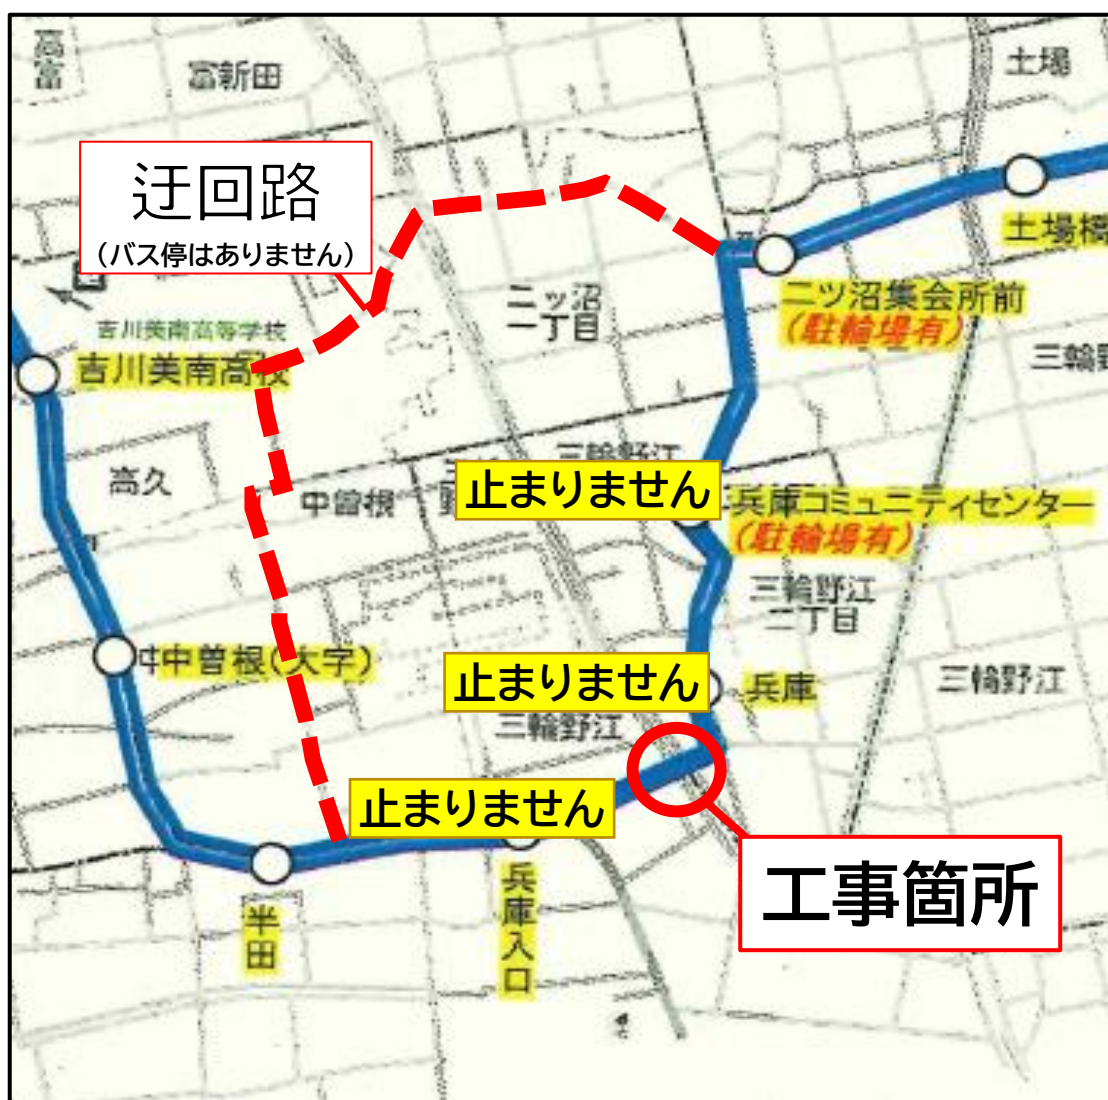 高富
富新田
土場
迂回路
(バス停はありません)
土場橋
二ツ沼
一丁目
二ツ沼集会所前
(駐輪場有)
吉川美南高等学校
吉川美南高校
三輪野
高久
三輪野江
止まりません
中曽根
兵庫コミュニティセンター
(駐輪場有)
三輪野江
二丁目
中曽根(大字)
止まりません
兵庫
三輪野江
三輪野江
止まりません
工事箇所
半田
兵庫入口